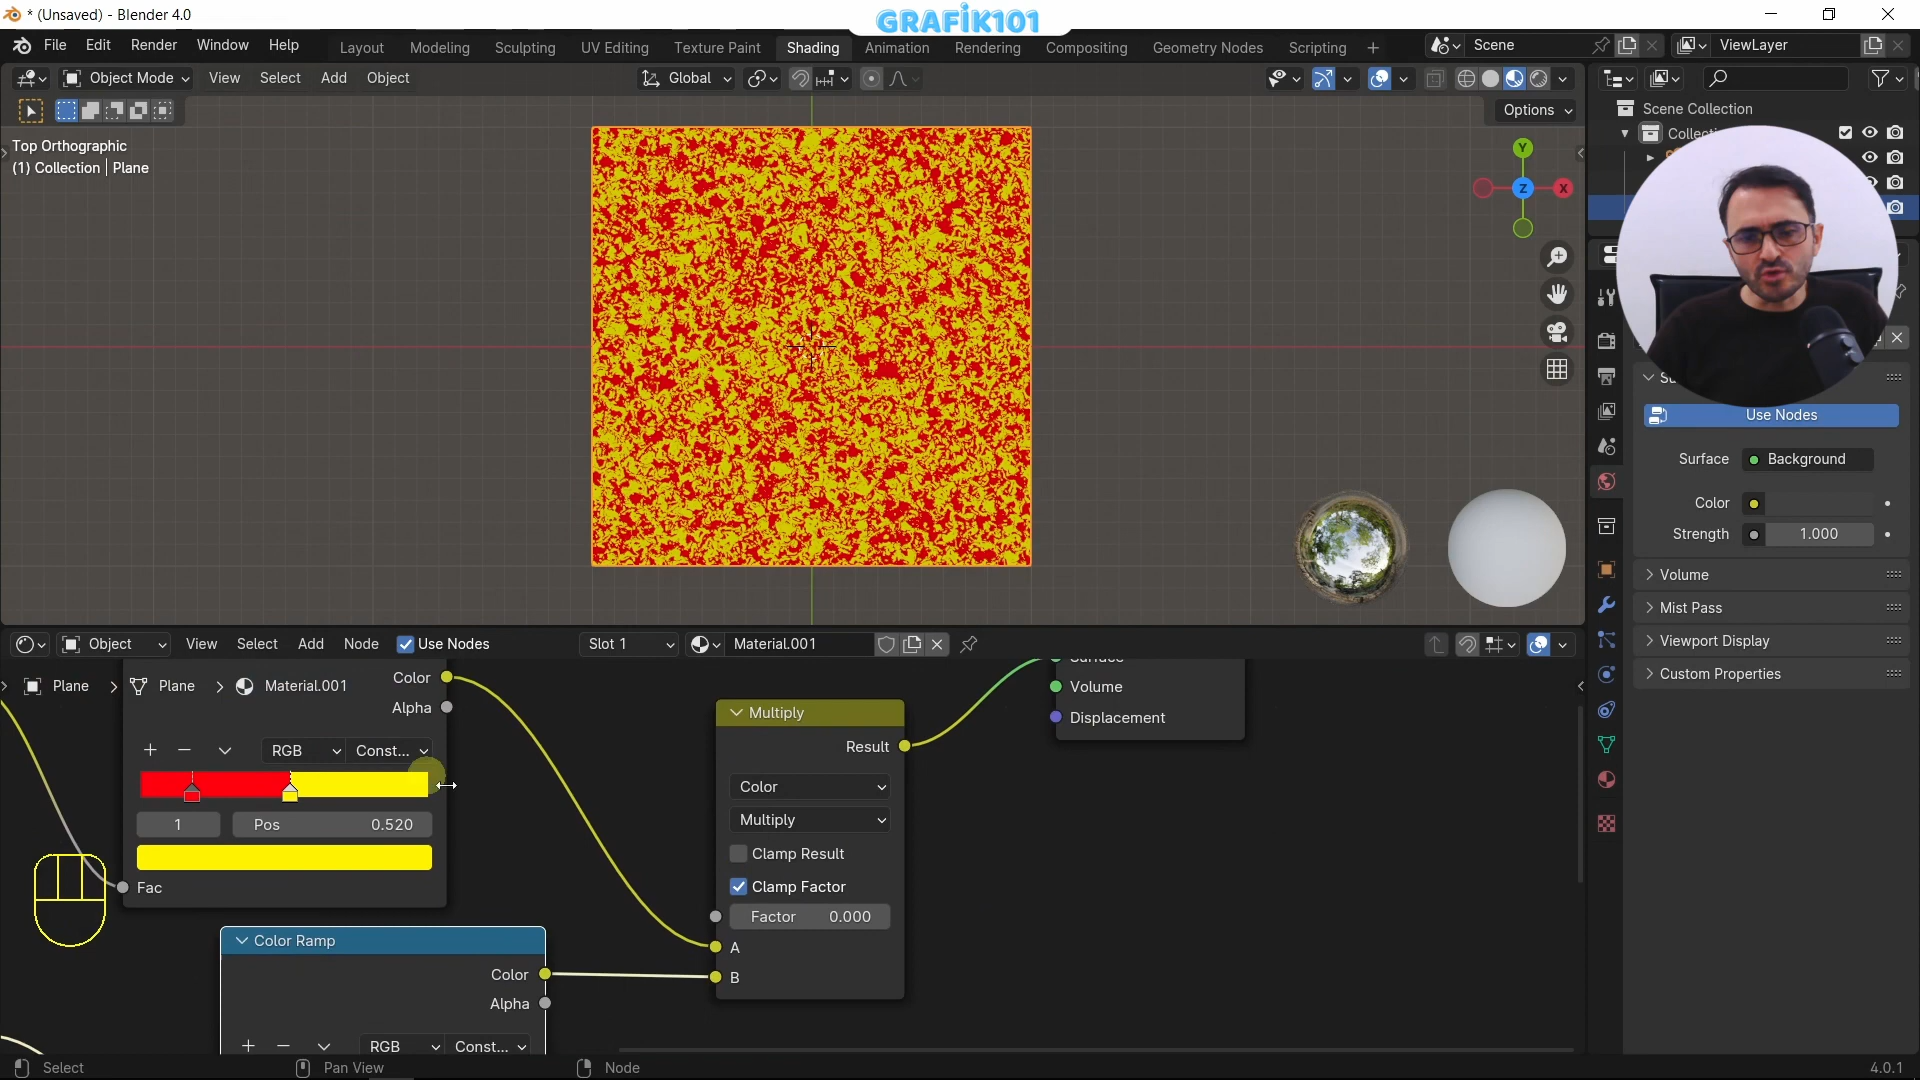 * (Unsaved) - Blender 4.0
GRAFİK101
File Edit Render Window Help
Layout Modeling Sculpting UV Editing Texture Paint Shading Animation Rendering Compositing Geometry Nodes Scripting +
Scene
ViewLayer
Object Mode View Select Add Object
Global
Options
Top Orthographic
(1) Collection | Plane
Y
Z
X
Scene Collection
Use Nodes
Surface Background
Color
Strength 1.000
Volume
Mist Pass
Viewport Display
Custom Properties
Object View Select Add Node Use Nodes
Slot 1
Material.001
Plane > Plane > Material.001
Color
Alpha
RGB Const...
1 Pos 0.520
Fac
Color Ramp
Color
Alpha
RGB Const...
Multiply
Result
Color
Multiply
Clamp Result
Clamp Factor
Factor 0.000
A
B
Volume
Displacement
Select
Pan View
Node
4.0.1